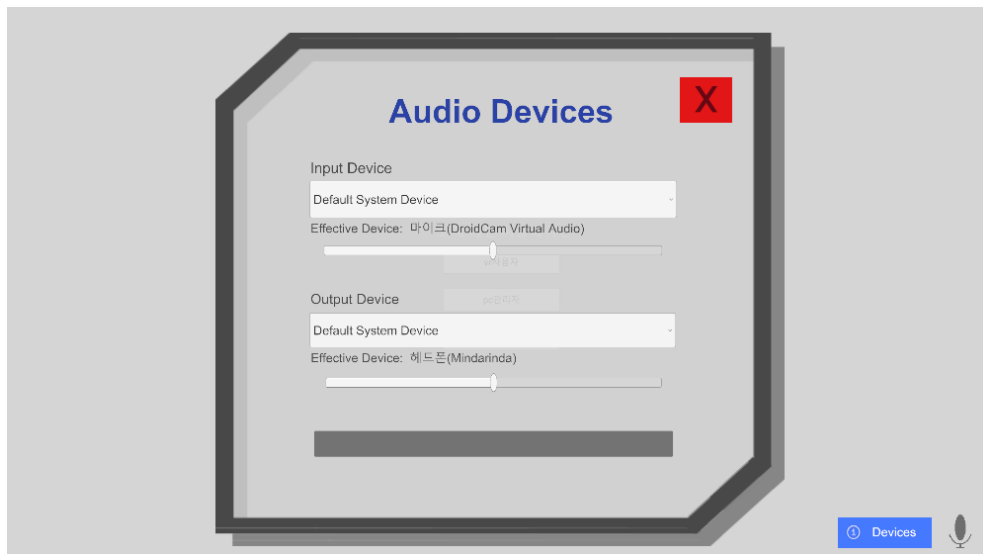 Audio Devices
X
Input Device
Default System Device
Effective Device: 마이크(DroidCam Virtual Audio)
Output Device
Default System Device
Effective Device: 헤드폰(Mindarinda)
Devices